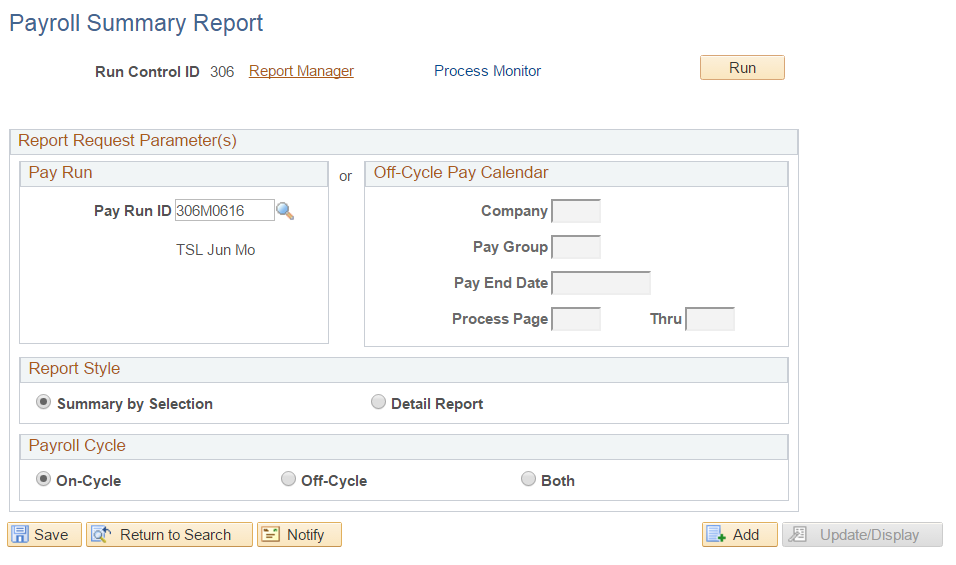 Payroll Summary Report
Run Control ID 306 Report Manager Process Monitor Run
Report Request Parameter(s)
Pay Run or Off-Cycle Pay Calendar
Pay Run ID 306M0616 Company
TSL Jun Mo Pay Group
Pay End Date
Process Page Thru
Report Style
Summary by Selection Detail Report
Payroll Cycle
On-Cycle Off-Cycle Both
Save Return to Search Notify Add Update/Display